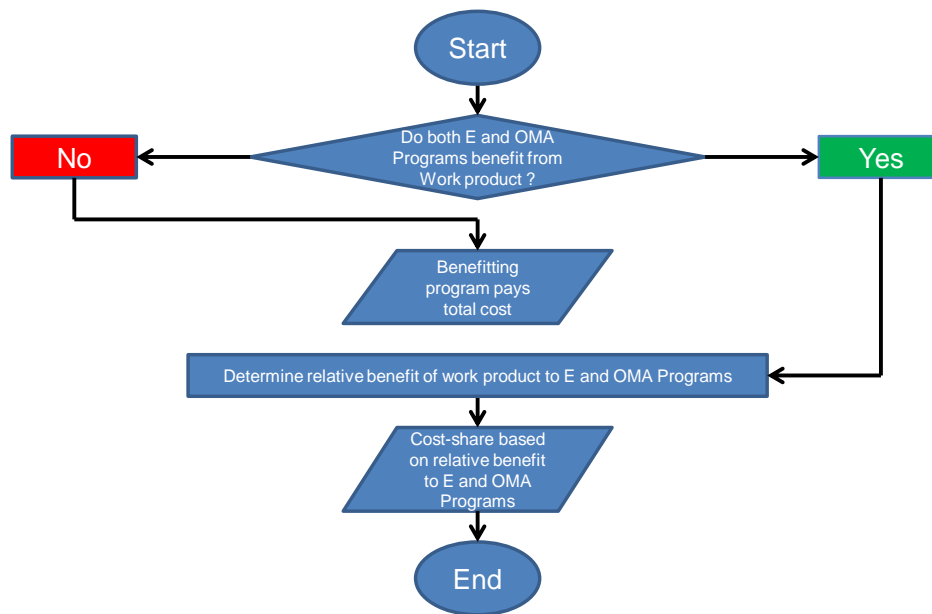 Start
Do both E and OMA
Programs benefit from
Work product ?
No
Yes
Benefitting
program pays
total cost
Determine relative benefit of work product to E and OMA Programs
Cost-share based
on relative benefit
to E and OMA
Programs
End